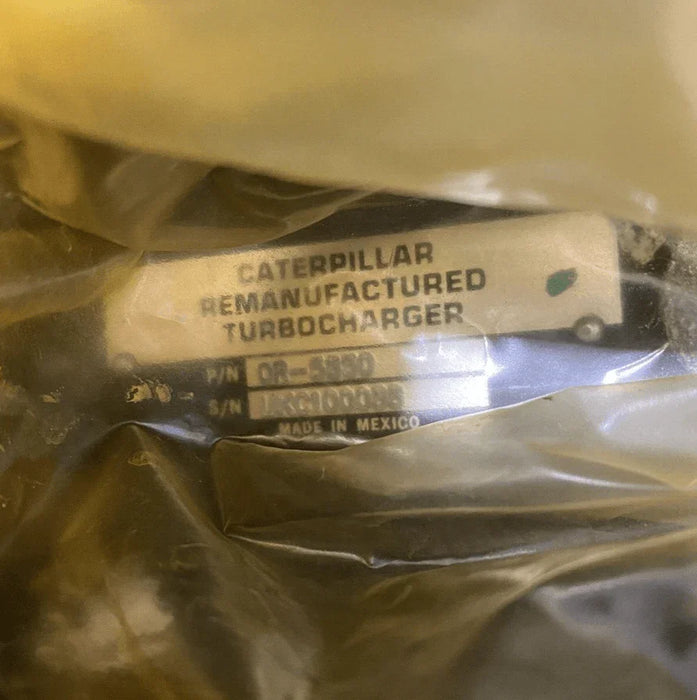 CATERPILLAR
REMANUFACTURED
TURBOCHARGER
P/N
S/N
MADE IN MEXICO